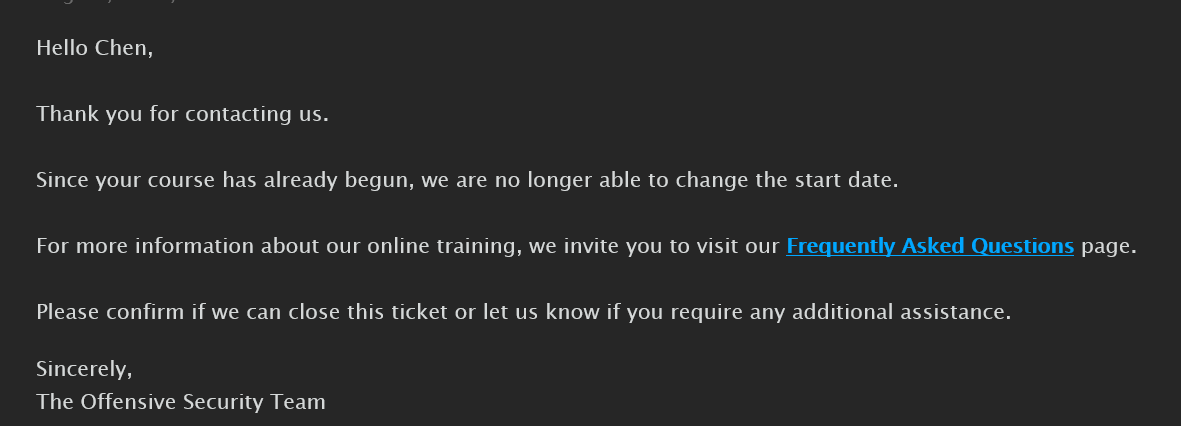 Hello Chen,
Thank you for contacting us.
Since your course has already begun, we are no longer able to change the start date.
For more information about our online training, we invite you to visit our Frequently Asked Questions page.
Please confirm if we can close this ticket or let us know if you require any additional assistance.
Sincerely,
The Offensive Security Team